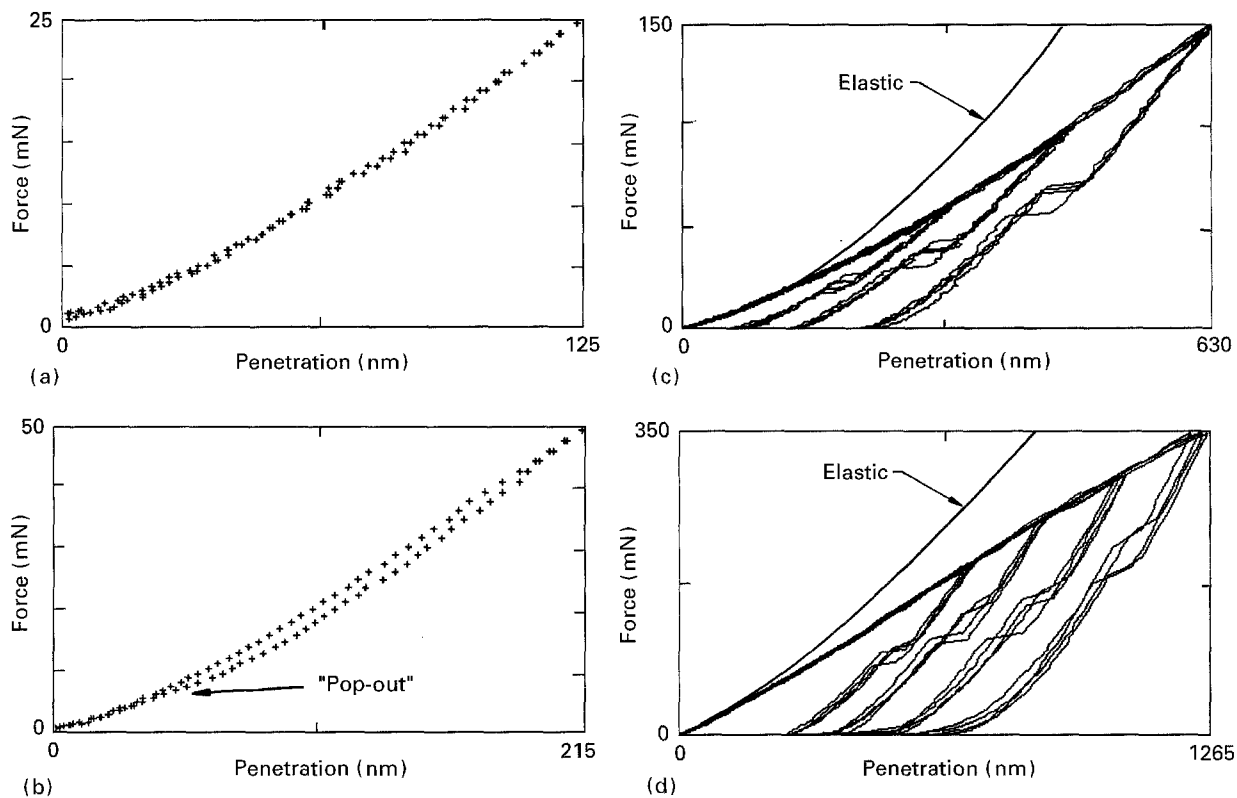 25
Force (mN)
0
0
125
Penetration (nm)
(a)
150
Elastic
Force (mN)
0
0
630
Penetration (nm)
(c)
50
Force (mN)
"Pop-out"
0
0
215
Penetration (nm)
(b)
350
Elastic
Force (mN)
0
0
1265
Penetration (nm)
(d)